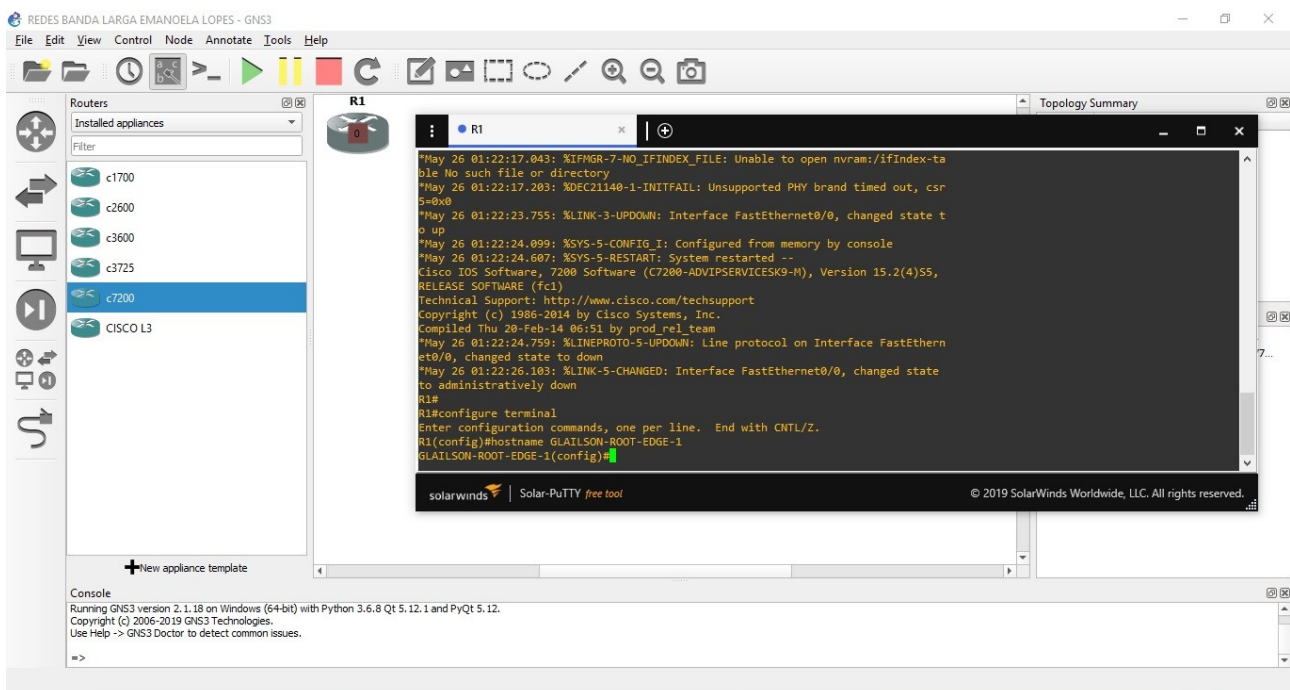 REDES BANDA LARGA EMANOELA LOPES - GNS3
File Edit View Control Node Annotate Tools Help
Routers
Installed appliances
Filter
c1700
c2600
c3600
c3725
c7200
CISCO L3
New appliance template
R1
0
Topology Summary
7...
R1
*May 26 01:22:17.043: %IFMGR-7-NO_IFINDEX_FILE: Unable to open nvram:/ifIndex-ta
ble No such file or directory
*May 26 01:22:17.203: %DEC21140-1-INITFAIL: Unsupported PHY brand timed out, csr
5=0x0
*May 26 01:22:23.755: %LINK-3-UPDOWN: Interface FastEthernet0/0, changed state t
o up
*May 26 01:22:24.099: %SYS-5-CONFIG_I: Configured from memory by console
*May 26 01:22:24.607: %SYS-5-RESTART: System restarted --
Cisco IOS Software, 7200 Software (C7200-ADVIPSERVICESK9-M), Version 15.2(4)S5,
RELEASE SOFTWARE (fc1)
Technical Support: http://www.cisco.com/techsupport
Copyright (c) 1986-2014 by Cisco Systems, Inc.
Compiled Thu 20-Feb-14 06:51 by prod_rel_team
*May 26 01:22:24.759: %LINEPROTO-5-UPDOWN: Line protocol on Interface FastEthern
et0/0, changed state to down
*May 26 01:22:26.103: %LINK-5-CHANGED: Interface FastEthernet0/0, changed state
to administratively down
R1#
R1#configure terminal
Enter configuration commands, one per line.  End with CNTL/Z.
R1(config)#hostname GLAILSON-ROOT-EDGE-1
GLAILSON-ROOT-EDGE-1(config)#
solarwinds Solar-PuTTY free tool
© 2019 SolarWinds Worldwide, LLC. All rights reserved.
Console
Running GNS3 version 2.1.18 on Windows (64-bit) with Python 3.6.8 Qt 5.12.1 and PyQt 5.12.
Copyright (c) 2006-2019 GNS3 Technologies.
Use Help -> GNS3 Doctor to detect common issues.
=>